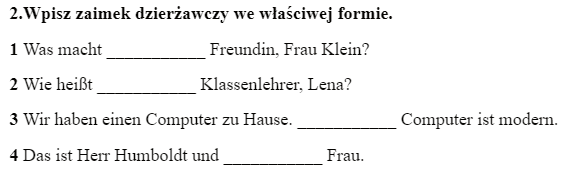 2.Wpisz zaimek dzierżawczy we właściwej formie.
1 Was macht ___________ Freundin, Frau Klein?
2 Wie heißt ___________ Klassenlehrer, Lena?
3 Wir haben einen Computer zu Hause. ___________ Computer ist modern.
4 Das ist Herr Humboldt und ___________ Frau.